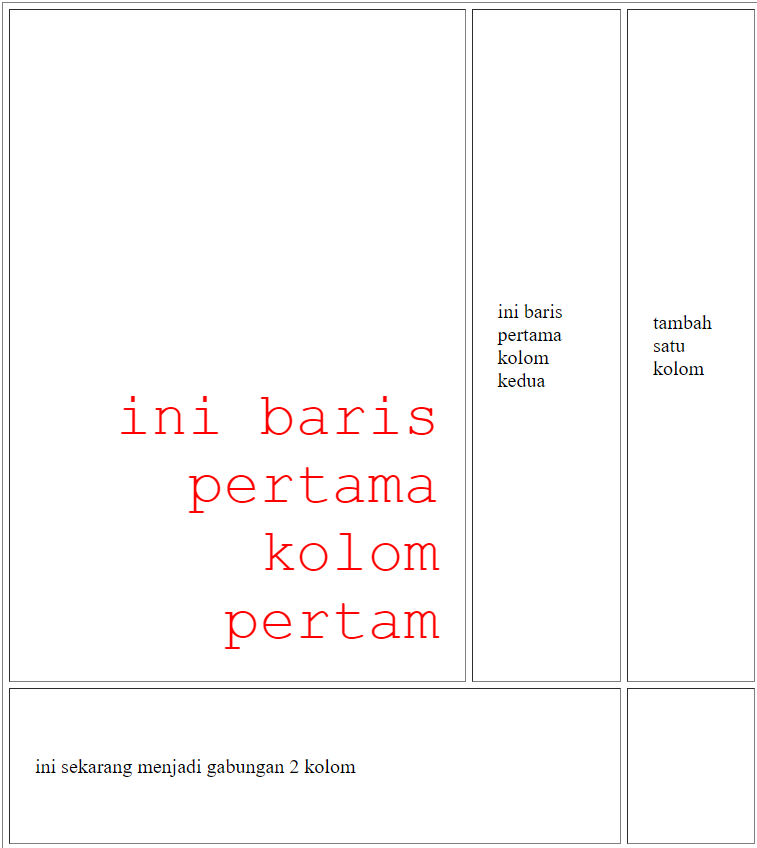 ini baris
pertama
kolom
pertam
ini baris
pertama
kolom
kedua
tambah
satu
kolom
ini sekarang menjadi gabungan 2 kolom